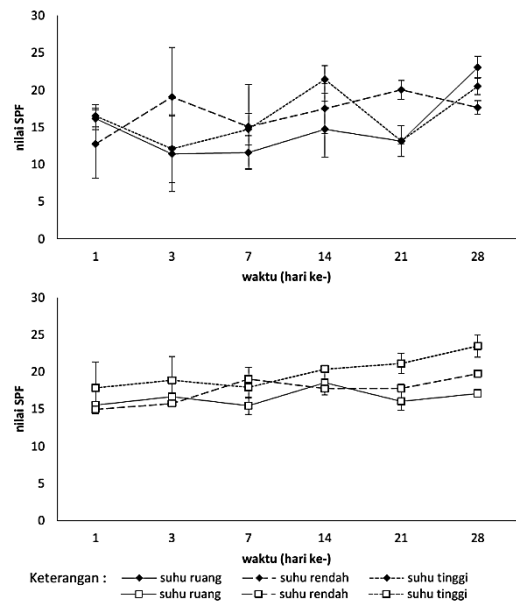 30
25
20
15
10
5
0
nilai SPF
1 3 7 14 21 28
waktu (hari ke-)
30
25
20
15
10
5
0
nilai SPF
1 3 7 14 21 28
waktu (hari ke-)
Keterangan : suhu ruang suhu rendah suhu tinggi
suhu ruang suhu rendah suhu tinggi